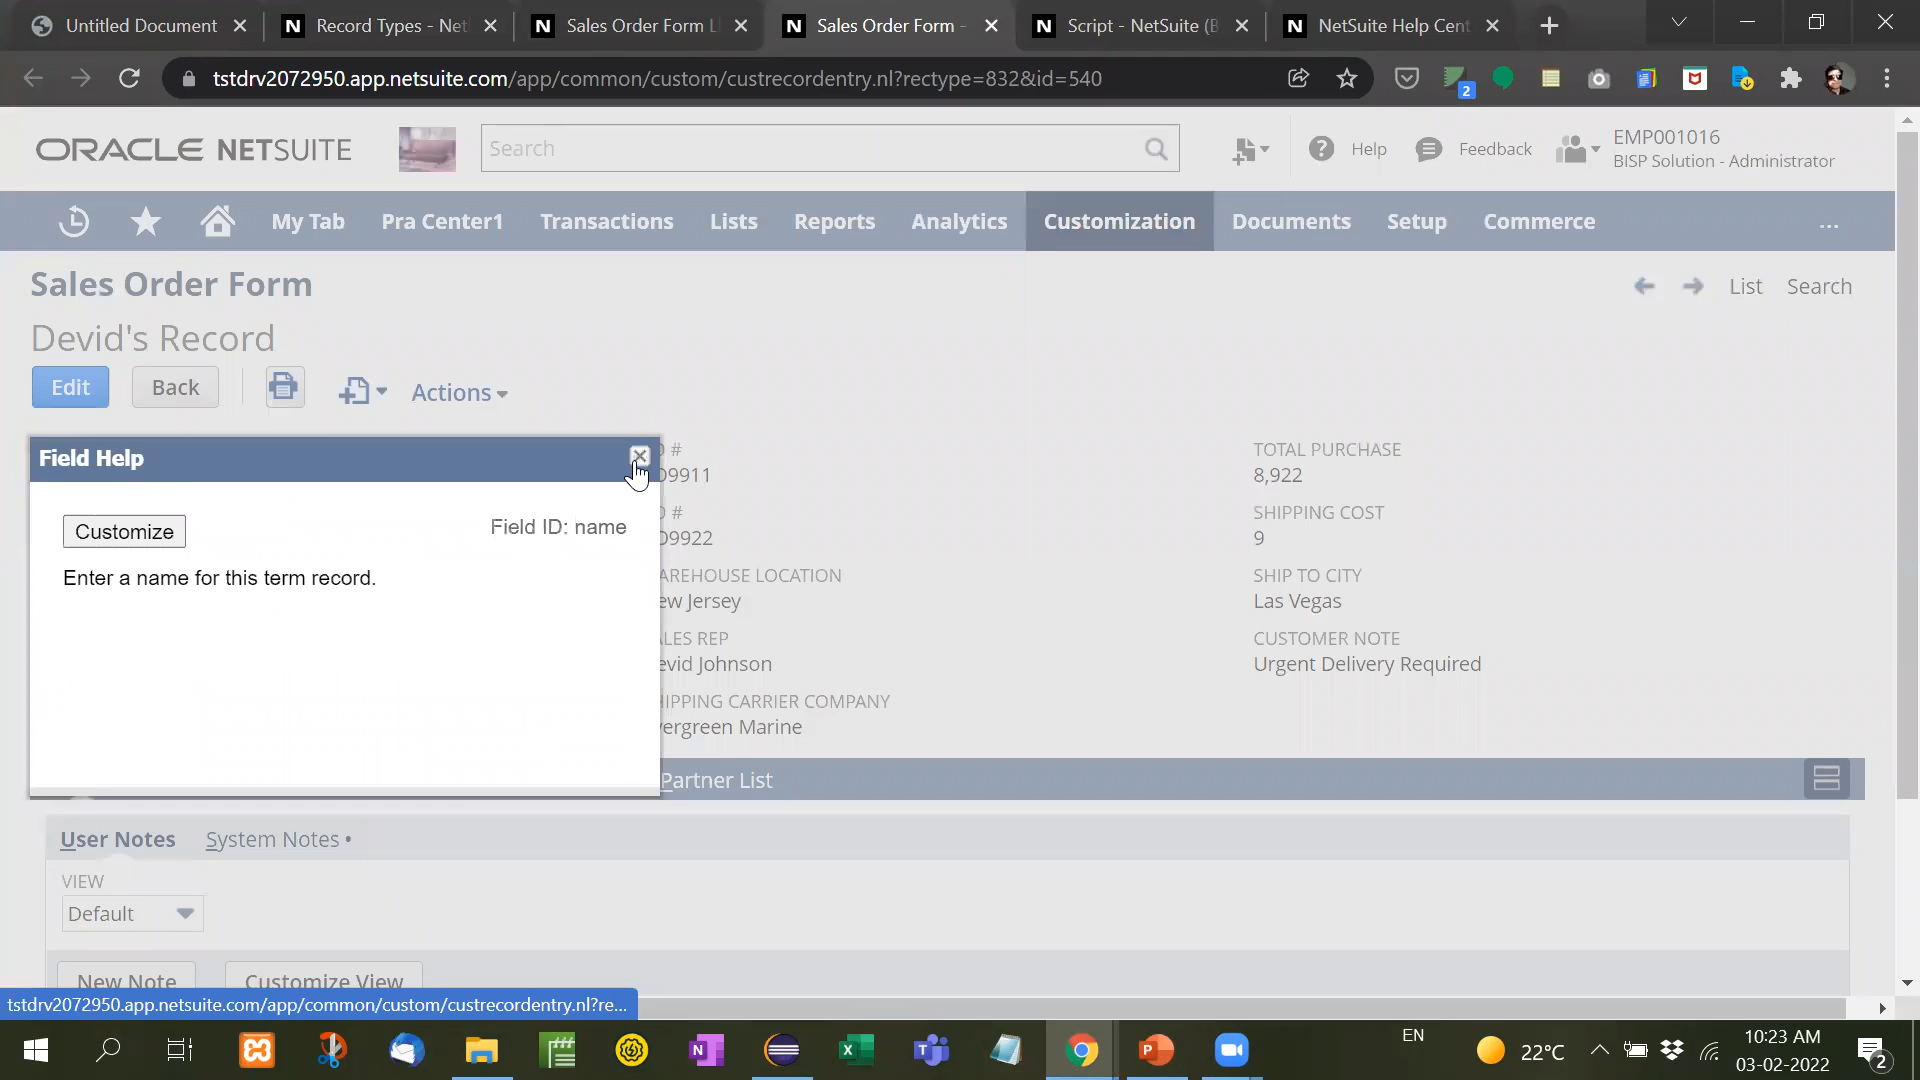 Untitled Document
Record Types - Net
Sales Order Form L
Sales Order Form -
Script - NetSuite (B
NetSuite Help Cent
tstdrv2072950.app.netsuite.com/app/common/custom/custrecordentry.nl?rectype=832&id=540
2
ORACLE NETSUITE
Search
Help
Feedback
EMP001016
BISP Solution - Administrator
My Tab
Pra Center1
Transactions
Lists
Reports
Analytics
Customization
Documents
Setup
Commerce
...
Sales Order Form
List
Search
Devid's Record
Edit
Back
Actions
Field Help
Customize
Field ID: name
Enter a name for this term record.
#
9911
#
9922
AREHOUSE LOCATION
ew Jersey
LES REP
evid Johnson
IPPING CARRIER COMPANY
ergreen Marine
TOTAL PURCHASE
8,922
SHIPPING COST
9
SHIP TO CITY
Las Vegas
CUSTOMER NOTE
Urgent Delivery Required
Partner List
User Notes
System Notes •
VIEW
Default
New Note
Customize View
tstdrv2072950.app.netsuite.com/app/common/custom/custrecordentry.nl?re...
EN
22°C
10:23 AM
03-02-2022
2